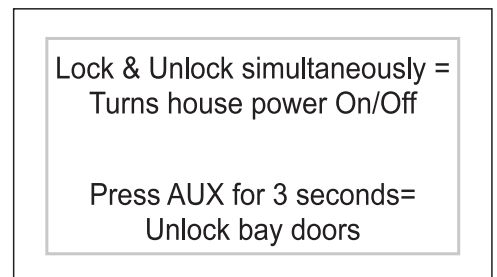 Lock & Unlock simultaneously =
Turns house power On/Off
Press AUX for 3 seconds=
Unlock bay doors